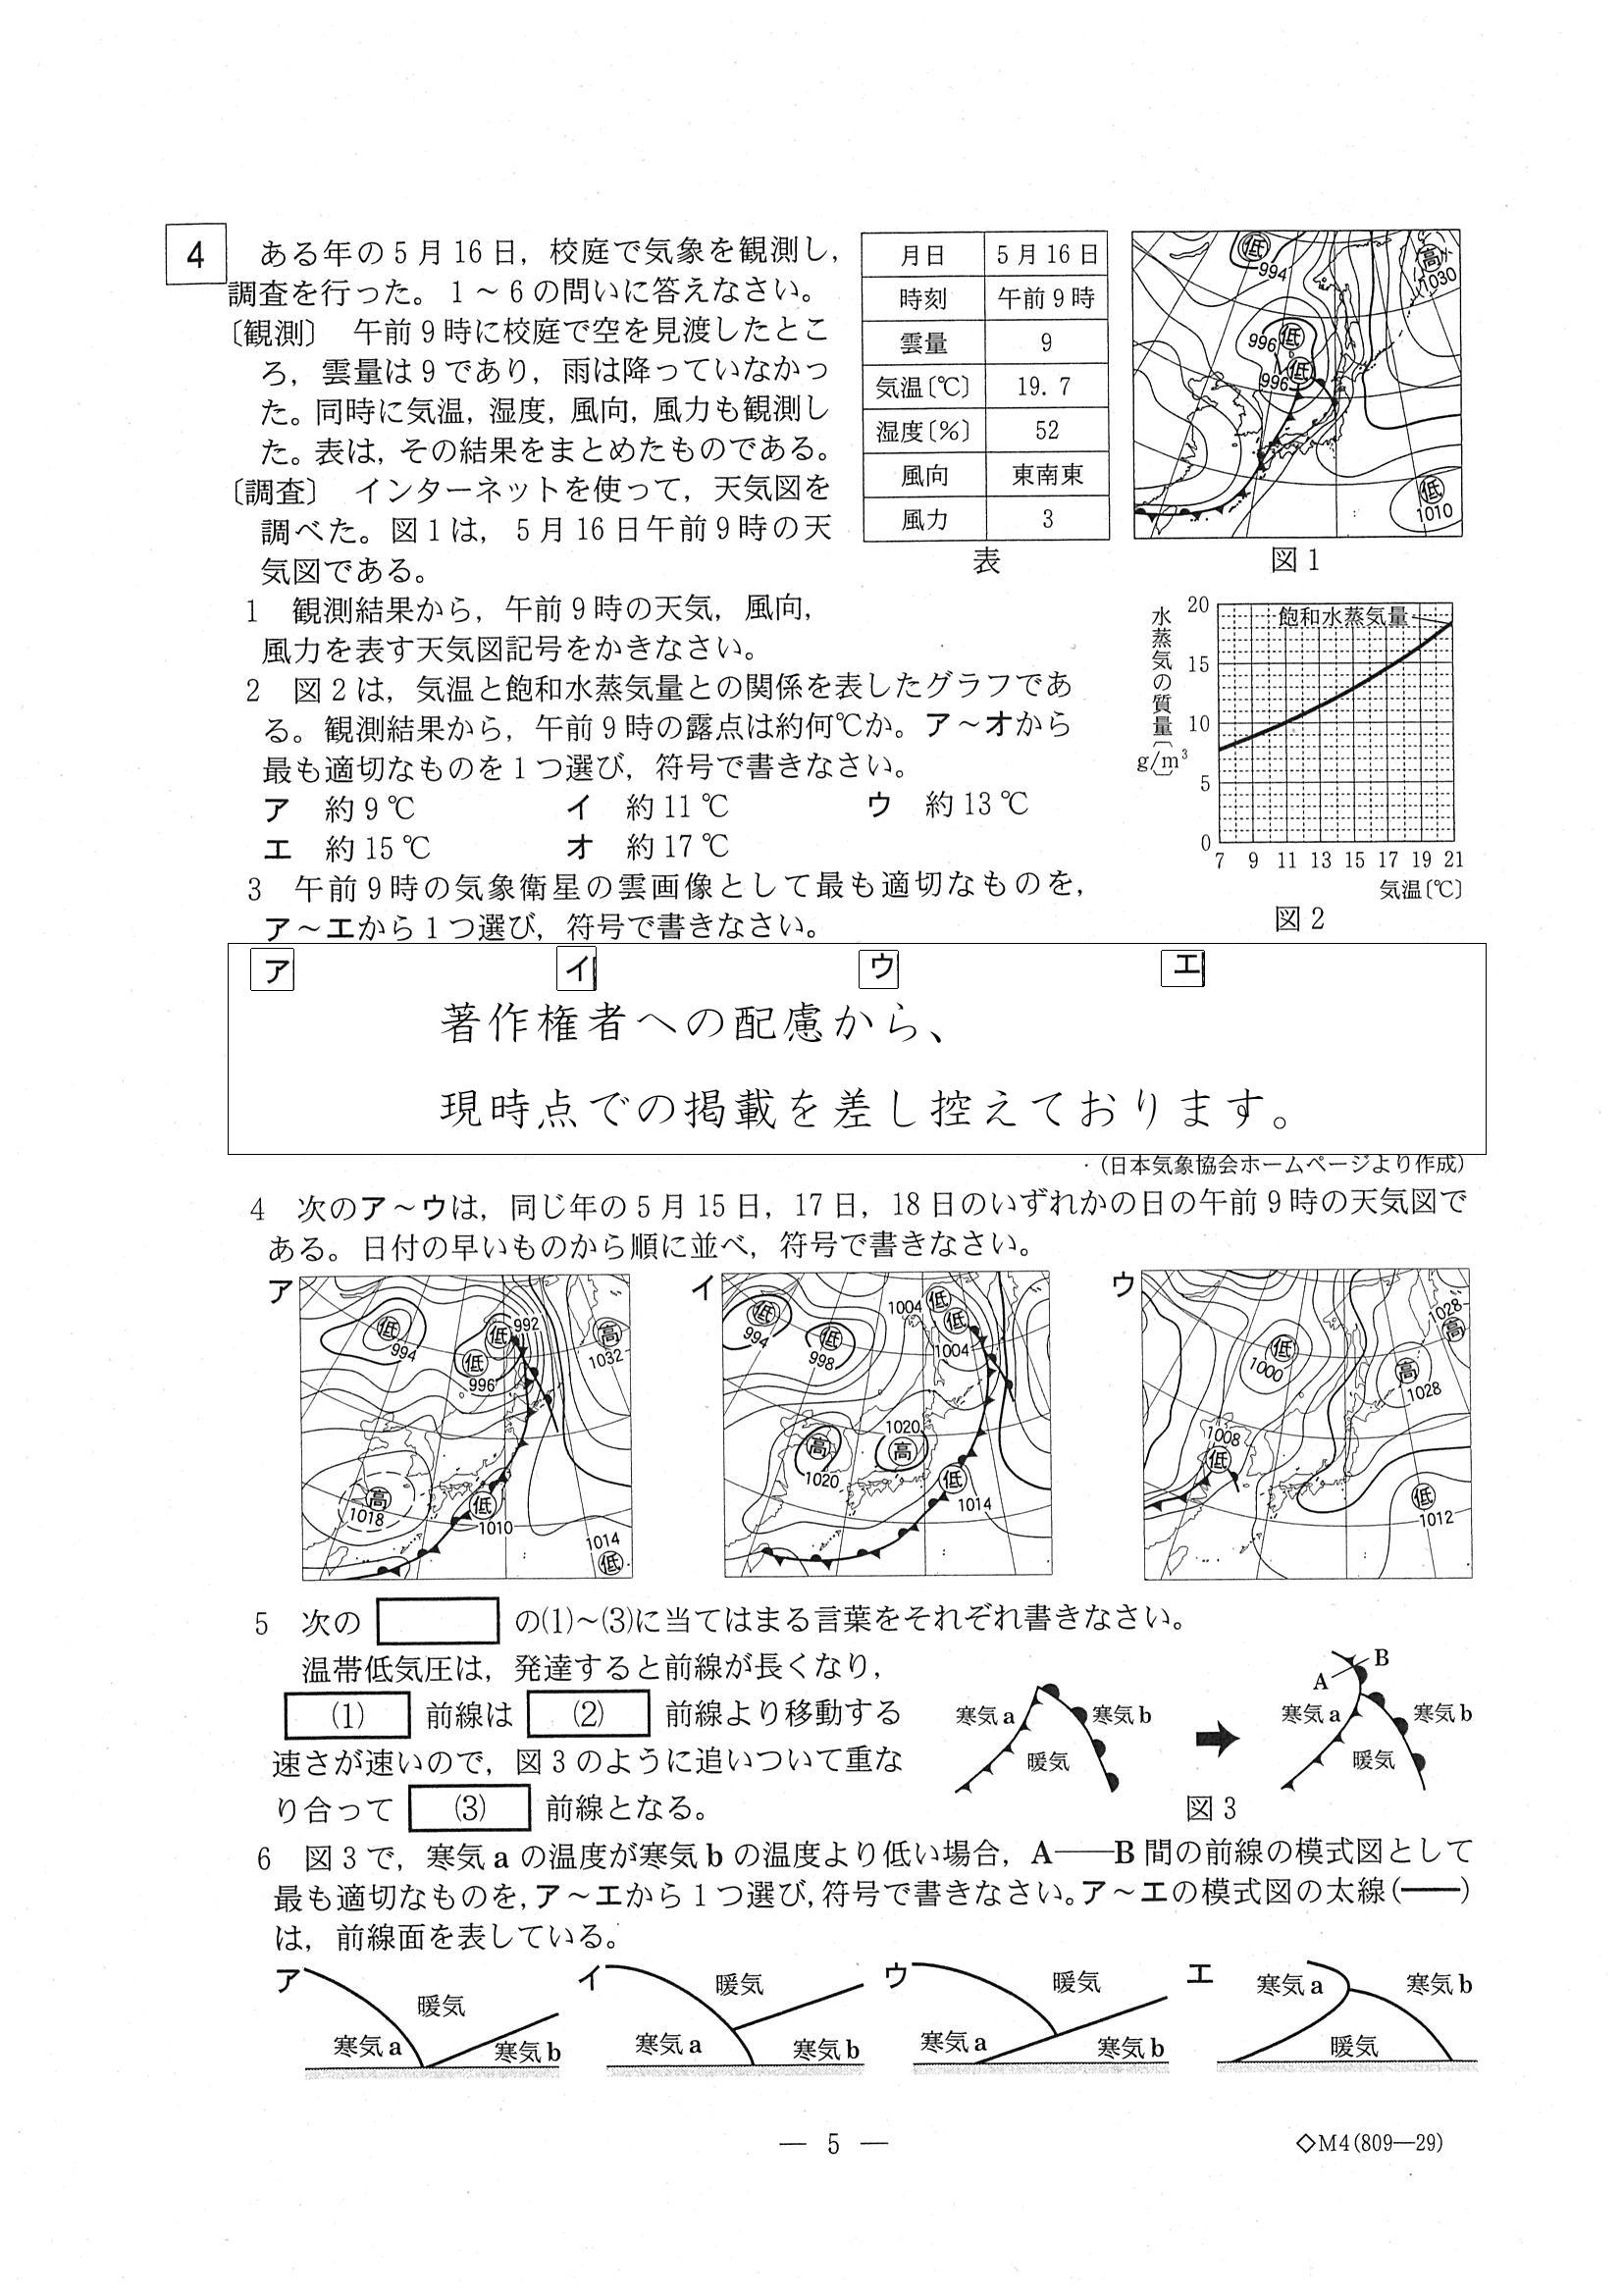 4 ある年の5月16日，校庭で気象を観測し，
調査を行った。1～6の問いに答えなさい。
〔観測〕 午前9時に校庭で空を見渡したとこ
ろ，雲量は9であり，雨は降っていなかっ
た。同時に気温，湿度，風向，風力も観測し
た。表は，その結果をまとめたものである。
〔調査〕 インターネットを使って，天気図を
調べた。図1は，5月16日午前9時の天
気図である。
月日 5月16日
時刻 午前9時
雲量 9
気温〔℃〕 19.7
湿度〔％〕 52
風向 東南東
風力 3
表
低
994
高
1030
996 低
996 低
低
1010
図1
1 観測結果から，午前9時の天気，風向，
風力を表す天気図記号をかきなさい。
2 図2は，気温と飽和水蒸気量との関係を表したグラフであ
る。観測結果から，午前9時の露点は約何℃か。ア～オから
最も適切なものを1つ選び，符号で書きなさい。
ア 約9℃ イ 約11℃ ウ 約13℃
エ 約15℃ オ 約17℃
水蒸気の質量〔g/m³〕
飽和水蒸気量
20
15
10
5
0
7 9 11 13 15 17 19 21
気温〔℃〕
図2
3 午前9時の気象衛星の雲画像として最も適切なものを，
ア～エから1つ選び，符号で書きなさい。
ア イ ウ エ
著作権者への配慮から、
現時点での掲載を差し控えております。
（日本気象協会ホームページより作成）
4 次のア～ウは，同じ年の5月15日，17日，18日のいずれかの日の午前9時の天気図で
ある。日付の早いものから順に並べ，符号で書きなさい。
ア
低
994
低 992
低
996
高
1032
高
1018
低
1010
1014
低
イ
低
994
低
998
1004 低
低
1004
高
1020
1020
高
低
1014
ウ
低
1000
1028
高
高
1028
1008
低
低
1012
5 次の の(1)～(3)に当てはまる言葉をそれぞれ書きなさい。
温帯低気圧は，発達すると前線が長くなり，
(1) 前線は (2) 前線より移動する
速さが速いので，図3のように追いついて重な
り合って (3) 前線となる。
寒気a 寒気b
暖気
A B
寒気a 寒気b
暖気
図3
6 図3で，寒気aの温度が寒気bの温度より低い場合，A──B間の前線の模式図として
最も適切なものを，ア～エから1つ選び，符号で書きなさい。ア～エの模式図の太線（──）
は，前線面を表している。
ア 暖気 寒気a 寒気b
イ 暖気 寒気a 寒気b
ウ 暖気 寒気a 寒気b
エ 寒気a 寒気b 暖気
— 5 —
◇M4(809—29)